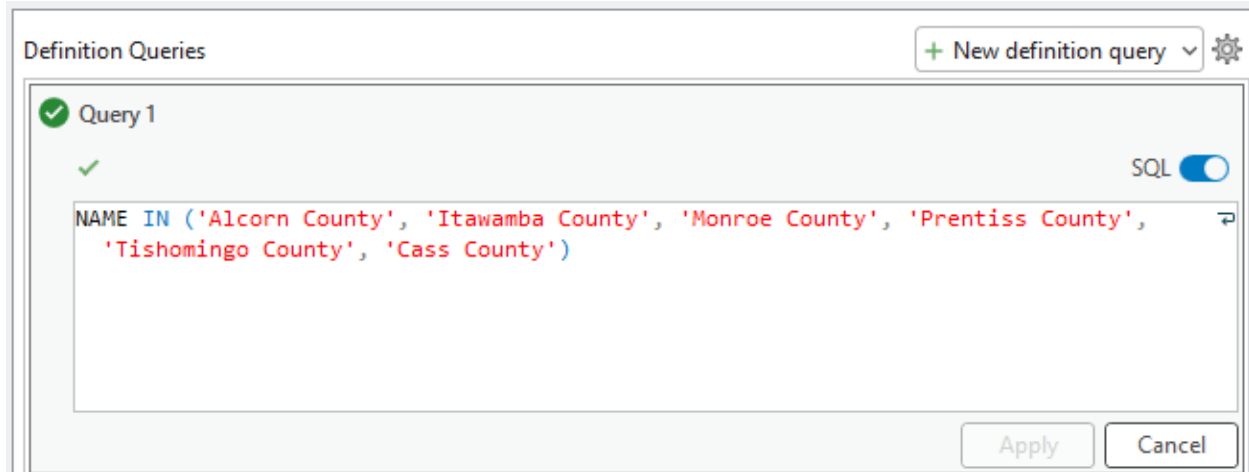 Definition Queries
+ New definition query
Query 1
SQL
NAME IN ('Alcorn County', 'Itawamba County', 'Monroe County', 'Prentiss County',
'Tishomingo County', 'Cass County')
Apply
Cancel